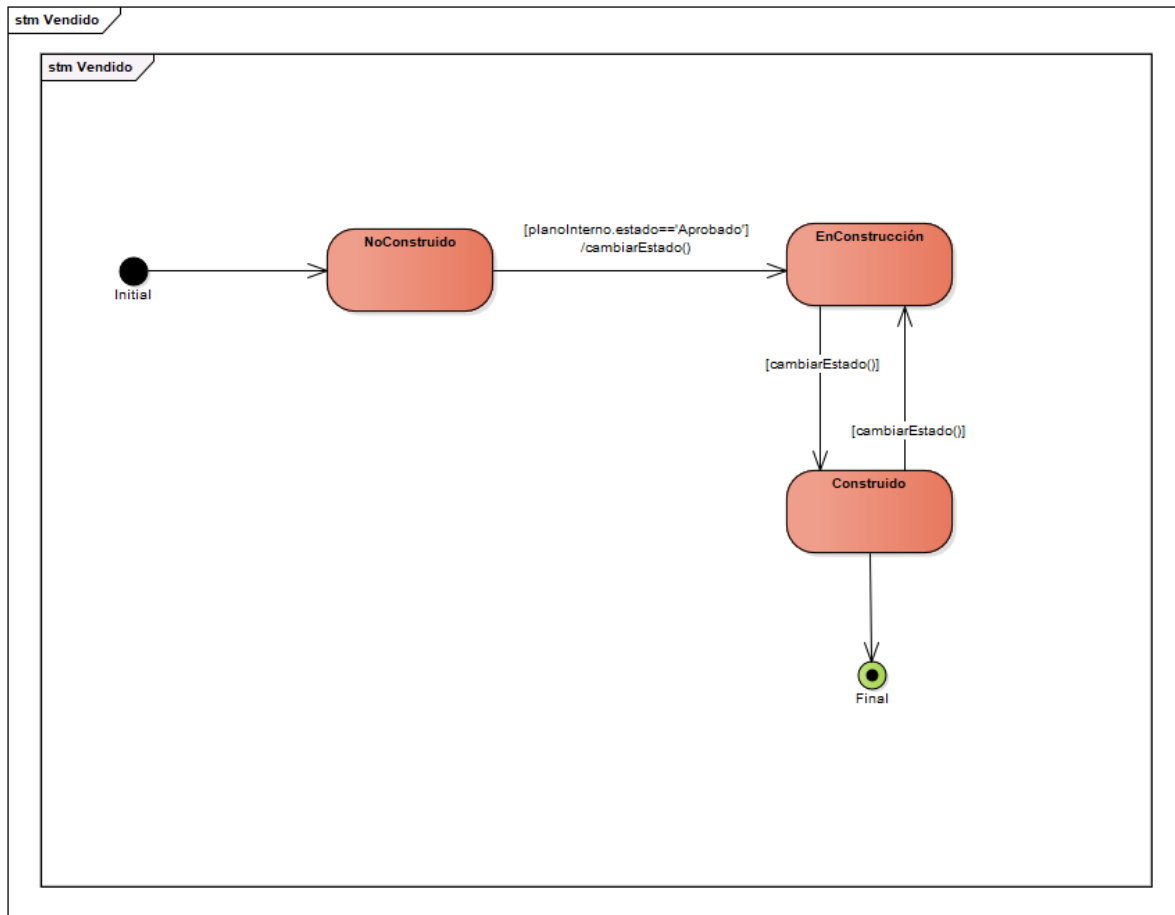 stm Vendido
stm Vendido
NoConstruido
[planoInterno.estado=='Aprobado']
/cambiarEstado()
EnConstrucción
Initial
[cambiarEstado()]
[cambiarEstado()]
Construido
Final